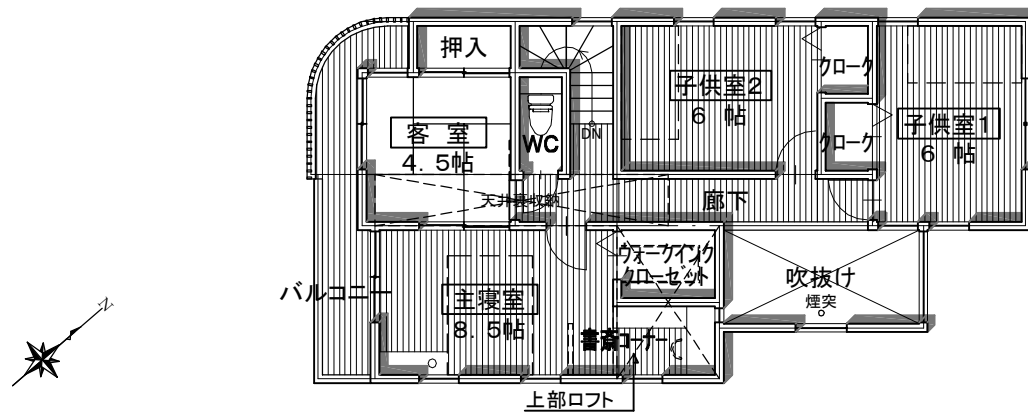 押入
客 室
4.5帖
WC
DN
子供室2
6 帖
クローク
クローク
子供室1
6 帖
天井裏収納
廊下
ウォークインク
クローゼット
吹抜け
煙突
バルコニー
主寝室
8.5帖
書斎コーナー
上部ロフト
N